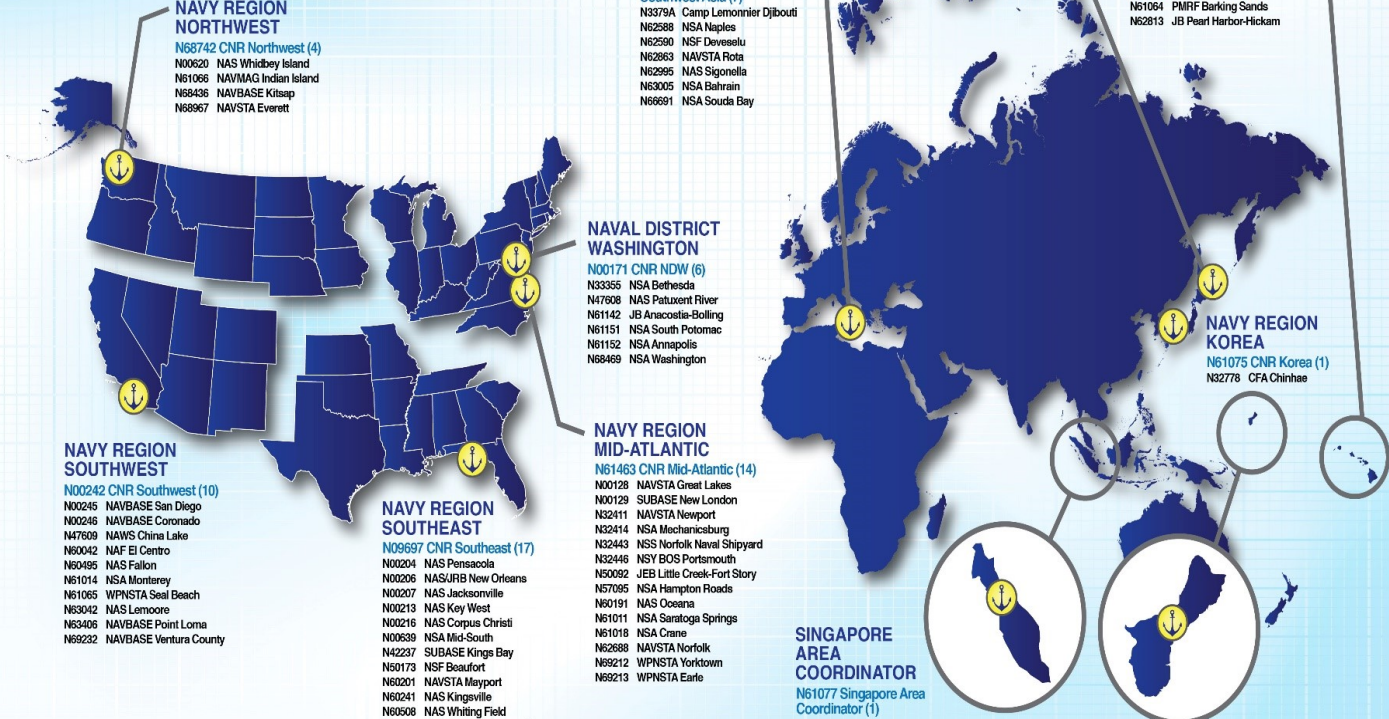 NAVY REGION
NORTHWEST
N68742 CNR Northwest (4)
N00620 NAS Whidbey Island
N61066 NAVMAG Indian Island
N68436 NAVBASE Kitsap
N68967 NAVSTA Everett
Southwest Asia (7)
N3379A Camp Lemonnier Djibouti
N62588 NSA Naples
N62590 NSF Deveselu
N62863 NAVSTA Rota
N62995 NAS Sigonella
N63005 NSA Bahrain
N66691 NSA Souda Bay
N61064 PMRF Barking Sands
N62813 JB Pearl Harbor-Hickam
NAVAL DISTRICT
WASHINGTON
N00171 CNR NDW (6)
N33355 NSA Bethesda
N47608 NAS Patuxent River
N61142 JB Anacostia-Bolling
N61151 NSA South Potomac
N61152 NSA Annapolis
N68469 NSA Washington
NAVY REGION
KOREA
N61075 CNR Korea (1)
N32778 CFA Chinhae
NAVY REGION
SOUTHWEST
N00242 CNR Southwest (10)
N00245 NAVBASE San Diego
N00246 NAVBASE Coronado
N47609 NAWS China Lake
N60042 NAF El Centro
N60495 NAS Fallon
N61014 NSA Monterey
N61065 WPNSTA Seal Beach
N63042 NAS Lemoore
N63406 NAVBASE Point Loma
N69232 NAVBASE Ventura County
NAVY REGION
SOUTHEAST
N09697 CNR Southeast (17)
N00204 NAS Pensacola
N00206 NAS/JRB New Orleans
N00207 NAS Jacksonville
N00213 NAS Key West
N00216 NAS Corpus Christi
N00639 NSA Mid-South
N42237 SUBASE Kings Bay
N50173 NSF Beaufort
N60201 NAVSTA Mayport
N60241 NAS Kingsville
N60508 NAS Whiting Field
NAVY REGION
MID-ATLANTIC
N61463 CNR Mid-Atlantic (14)
N00128 NAVSTA Great Lakes
N00129 SUBASE New London
N32411 NAVSTA Newport
N32414 NSA Mechanicsburg
N32443 NSS Norfolk Naval Shipyard
N32446 NSY BOS Portsmouth
N50092 JEB Little Creek-Fort Story
N57095 NSA Hampton Roads
N60191 NAS Oceana
N61011 NSA Saratoga Springs
N61018 NSA Crane
N62688 NAVSTA Norfolk
N69212 WPNSTA Yorktown
N69213 WPNSTA Earle
SINGAPORE
AREA
COORDINATOR
N61077 Singapore Area
Coordinator (1)